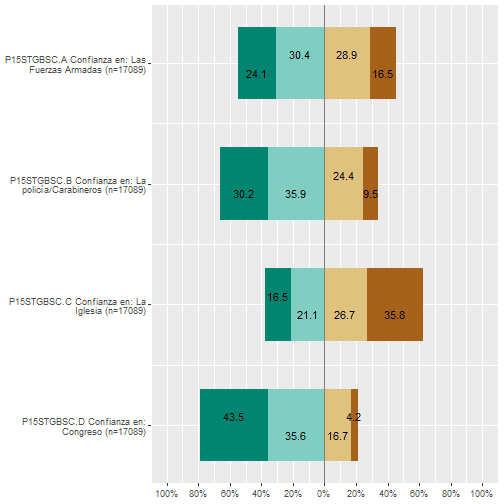 P15STGBSC.A Confianza en: Las
Fuerzas Armadas (n=17089)
24.1 30.4 28.9 16.5
P15STGBSC.B Confianza en: La
policía/Carabineros (n=17089)
30.2 35.9 24.4 9.5
P15STGBSC.C Confianza en: La
Iglesia (n=17089)
16.5 21.1 26.7 35.8
P15STGBSC.D Confianza en:
Congreso (n=17089)
43.5 35.6 16.7 4.2
100% 80% 60% 40% 20% 0% 20% 40% 60% 80% 100%